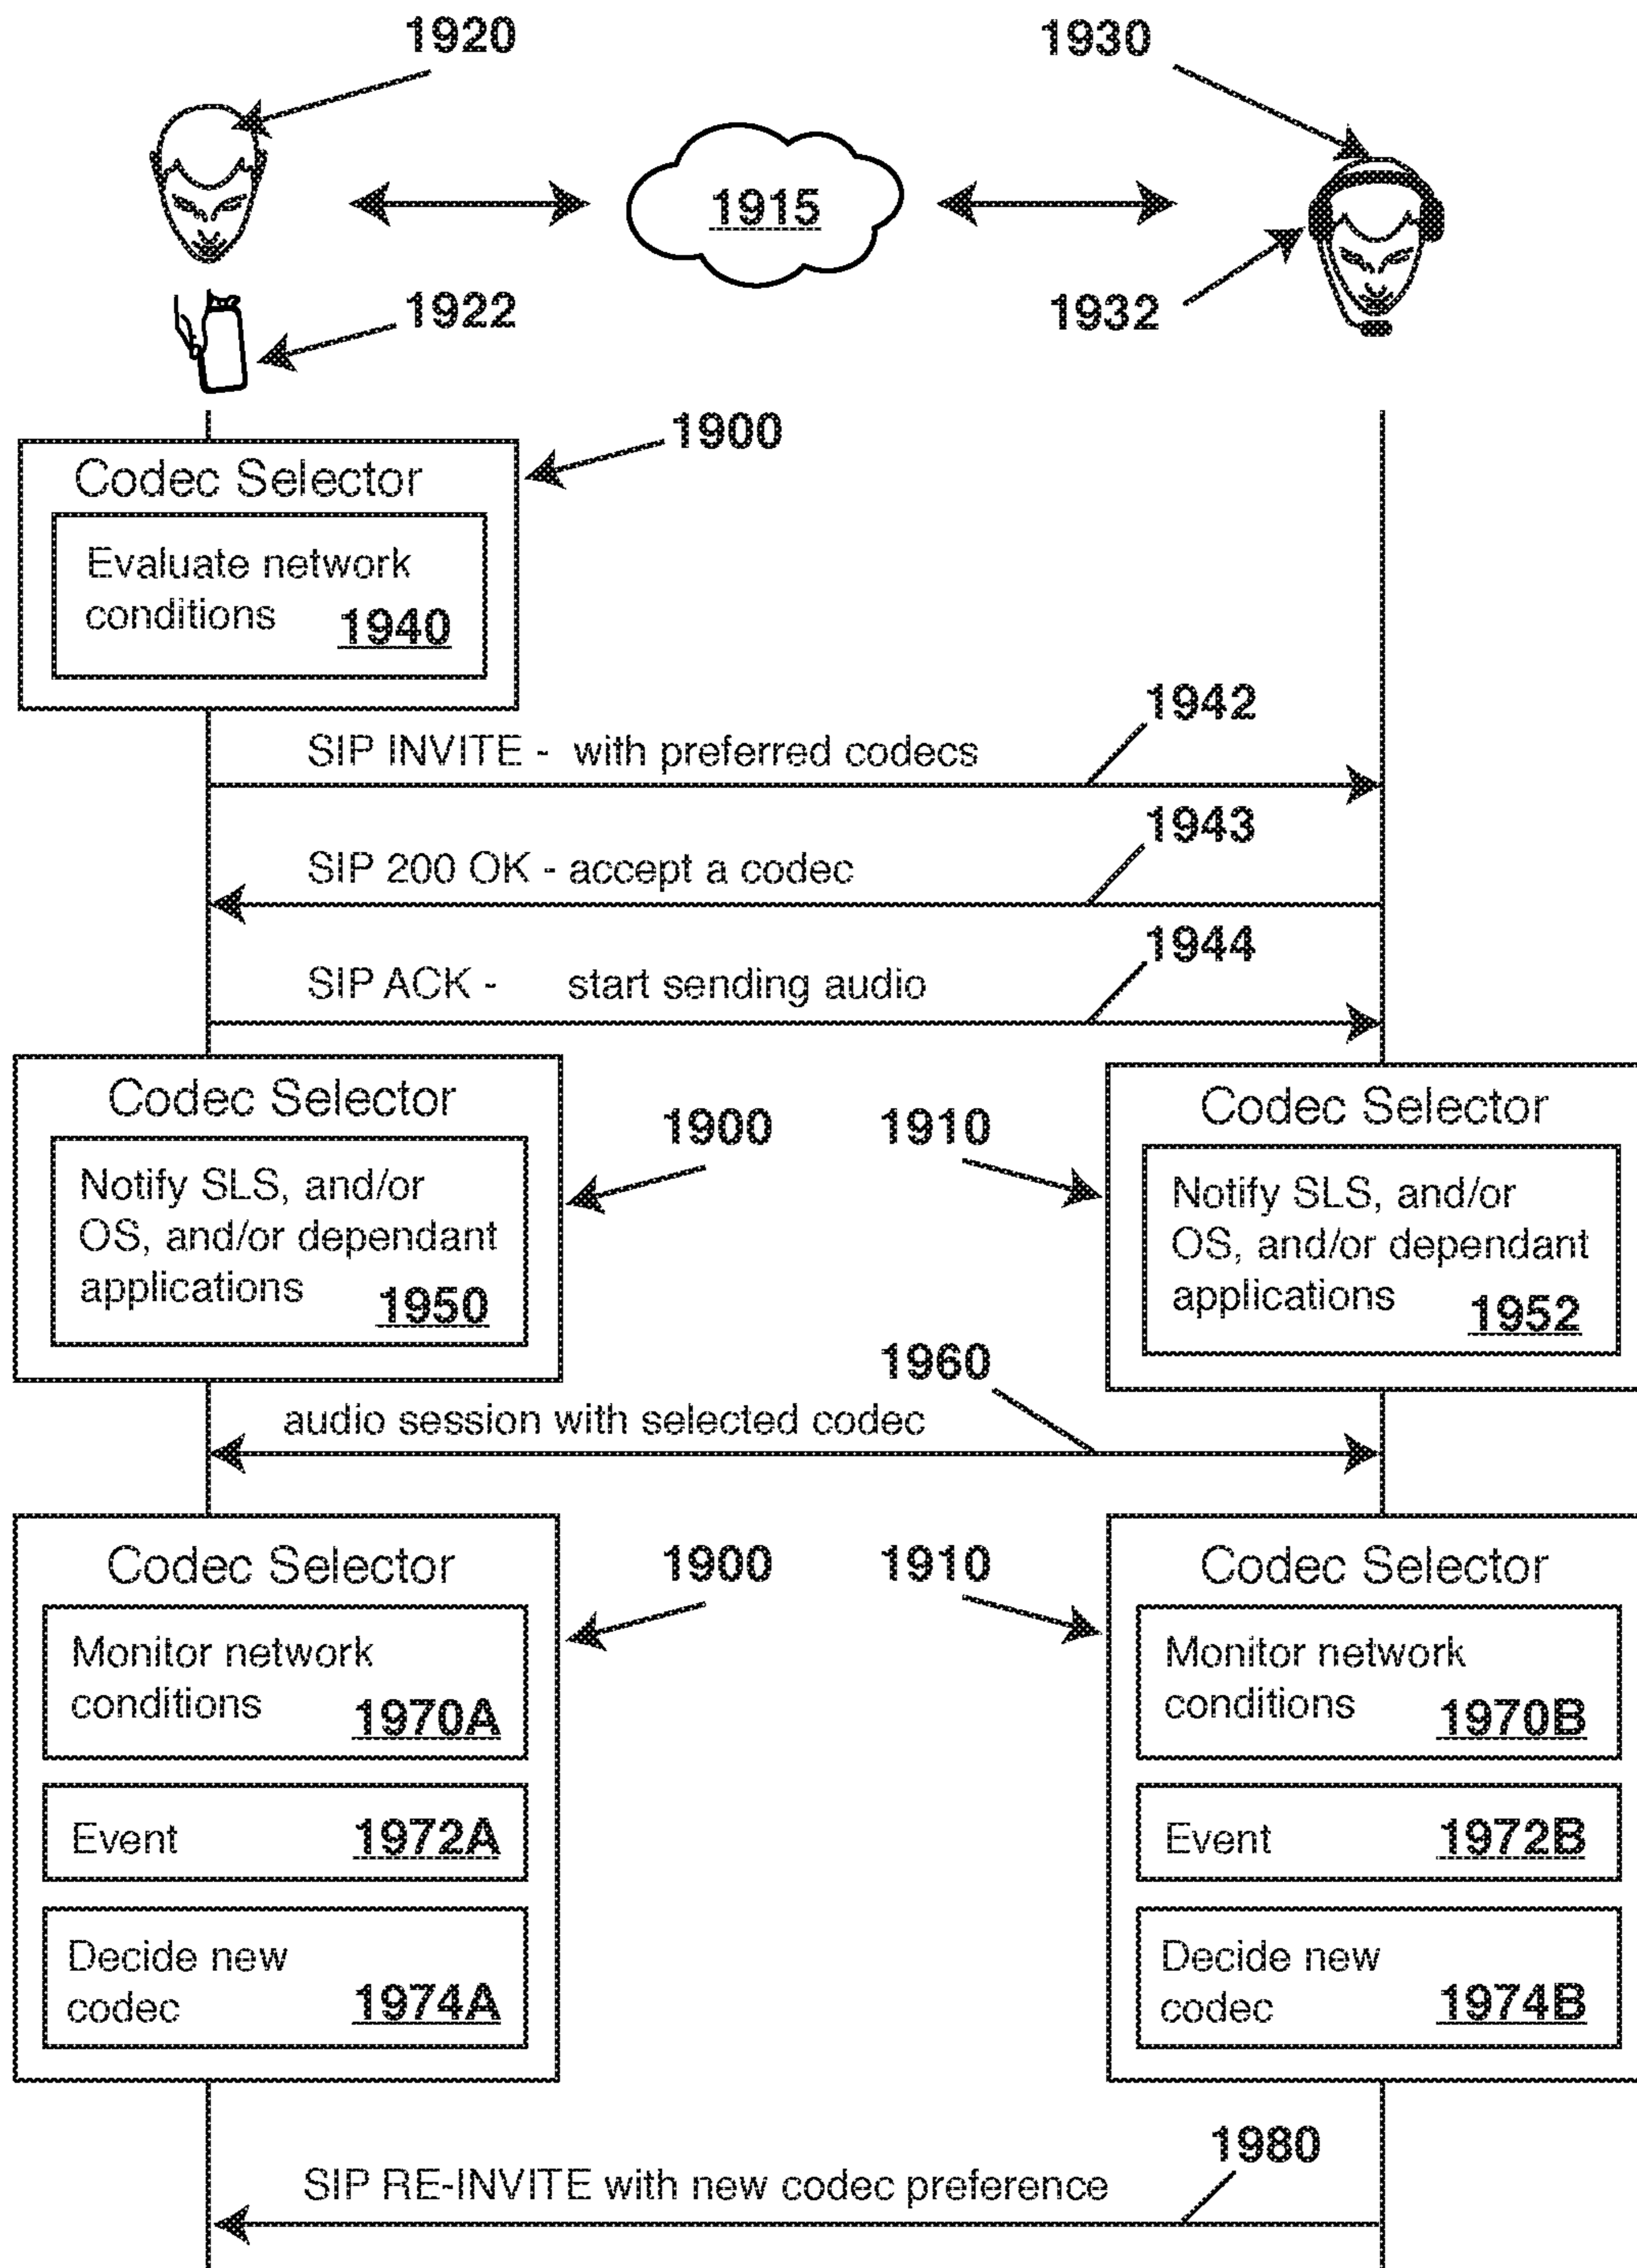 1920
1930
1915
1922
1932
1900
Codec Selector
Evaluate network
conditions 1940
1942
SIP INVITE - with preferred codecs
1943
SIP 200 OK - accept a codec
1944
SIP ACK - start sending audio
Codec Selector
Notify SLS, and/or
OS, and/or dependant
applications 1950
1900
1910
Codec Selector
Notify SLS, and/or
OS, and/or dependant
applications 1952
1960
audio session with selected codec
Codec Selector
Monitor network
conditions 1970A
Event 1972A
Decide new
codec 1974A
1900
1910
Codec Selector
Monitor network
conditions 1970B
Event 1972B
Decide new
codec 1974B
1980
SIP RE-INVITE with new codec preference